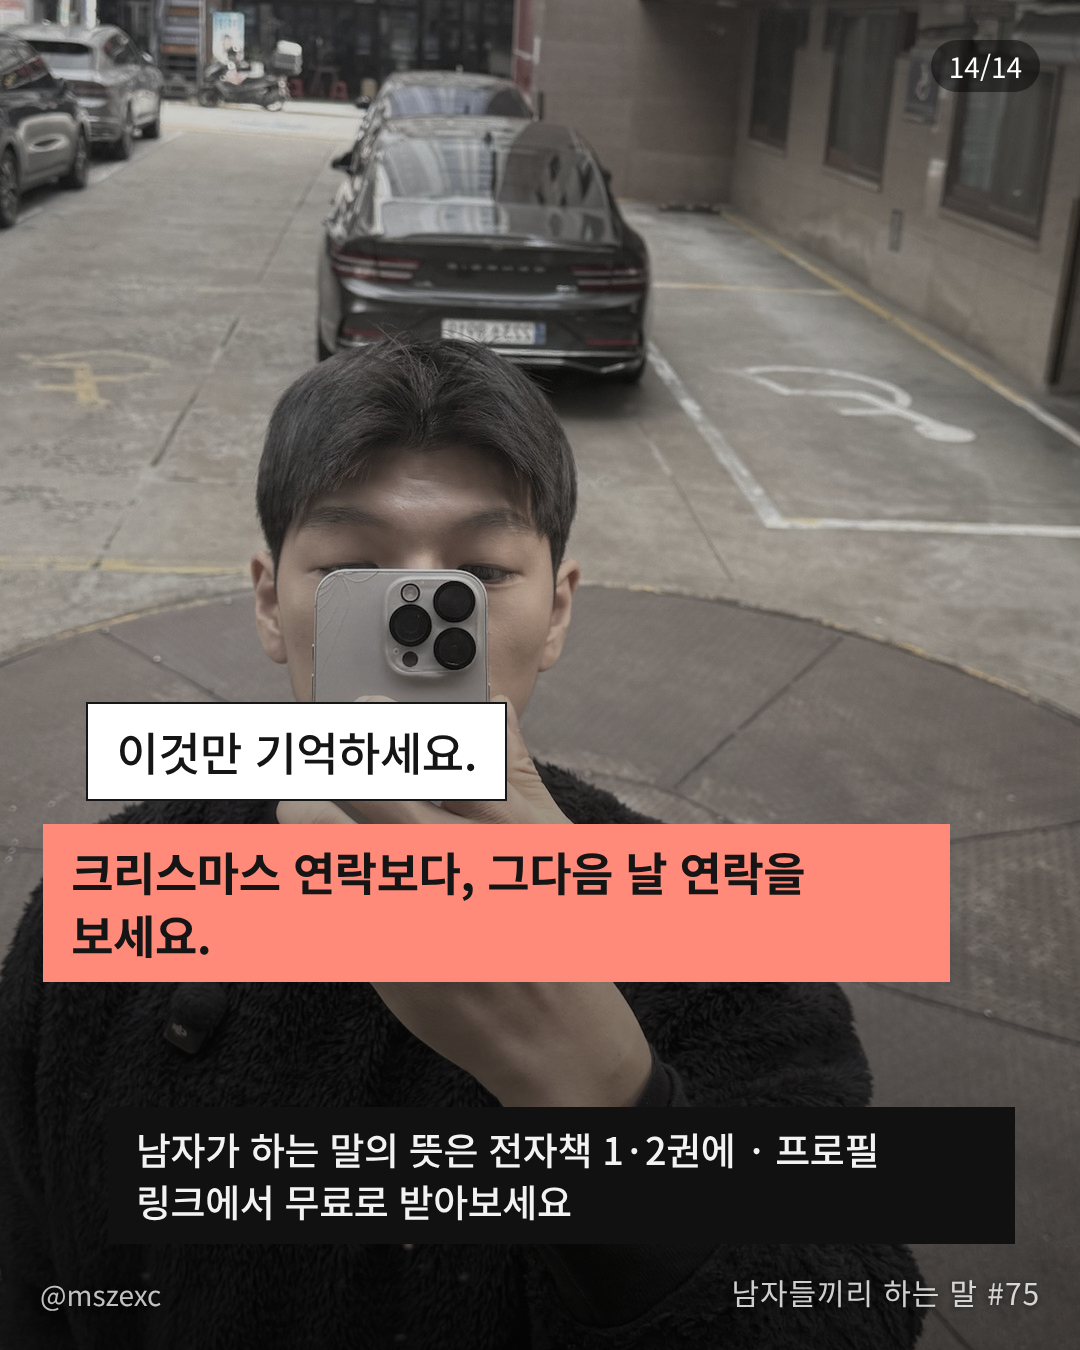 14/14
이것만 기억하세요.
크리스마스 연락보다, 그다음 날 연락을
보세요.
남자가 하는 말의 뜻은 전자책 1·2권에 · 프로필
링크에서 무료로 받아보세요
@mszexc
남자들끼리 하는 말 #75